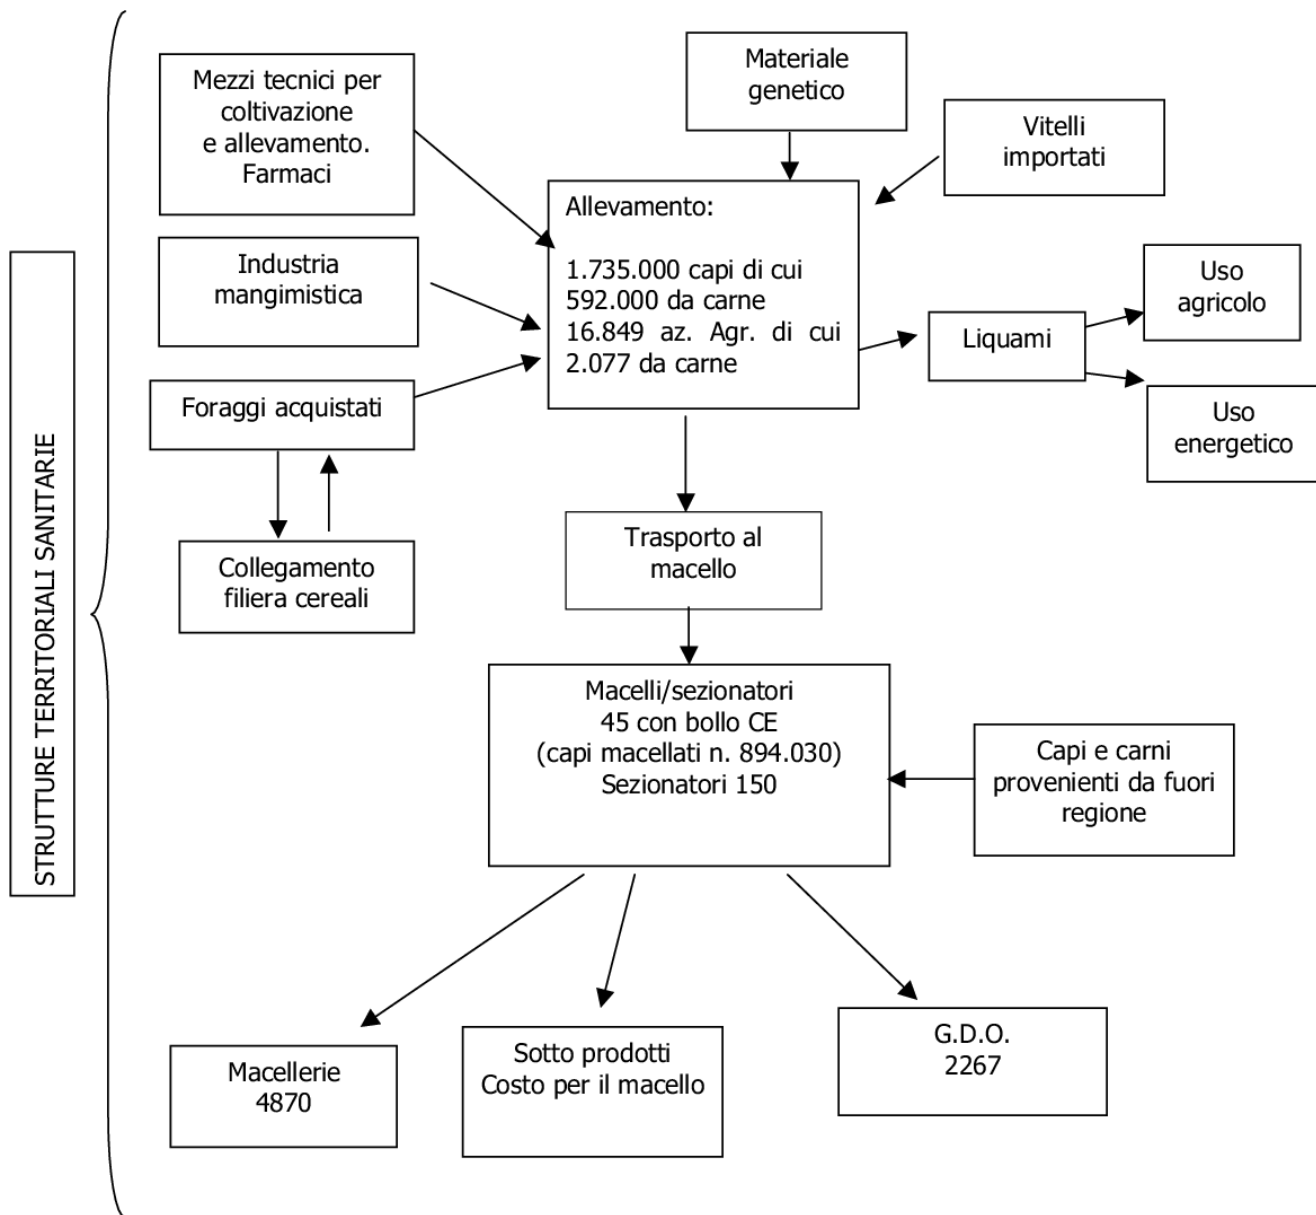 STRUTTURE TERRITORIALI SANITARIE
Mezzi tecnici per
coltivazione
e allevamento.
Farmaci
Materiale
genetico
Vitelli
importati
Industria
mangimistica
Allevamento:
1.735.000 capi di cui
592.000 da carne
16.849 az. Agr. di cui
2.077 da carne
Uso
agricolo
Liquami
Foraggi acquistati
Uso
energetico
Collegamento
filiera cereali
Trasporto al
macello
Macelli/sezionatori
45 con bollo CE
(capi macellati n. 894.030)
Sezionatori 150
Capi e carni
provenienti da fuori
regione
Macellerie
4870
Sotto prodotti
Costo per il macello
G.D.O.
2267